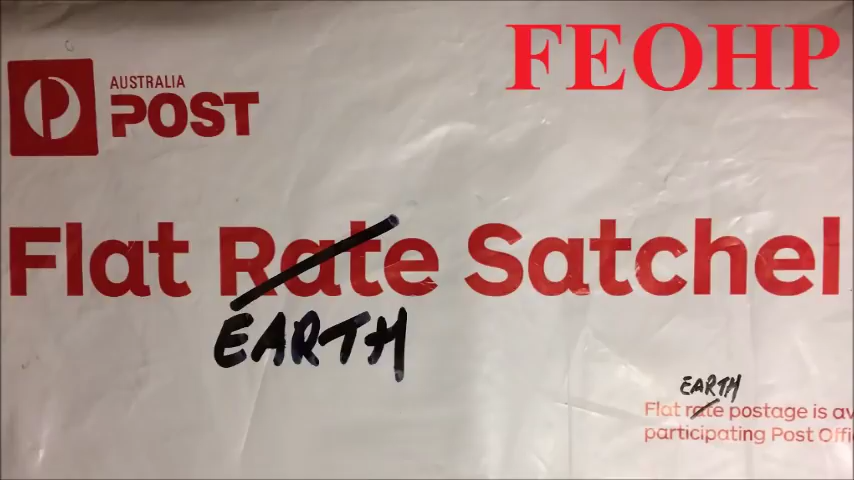 FEOHP
AUSTRALIA
POST
Flat Rate Satchel
EARTH
EARTH
Flat rate postage is av
participating Post Offi